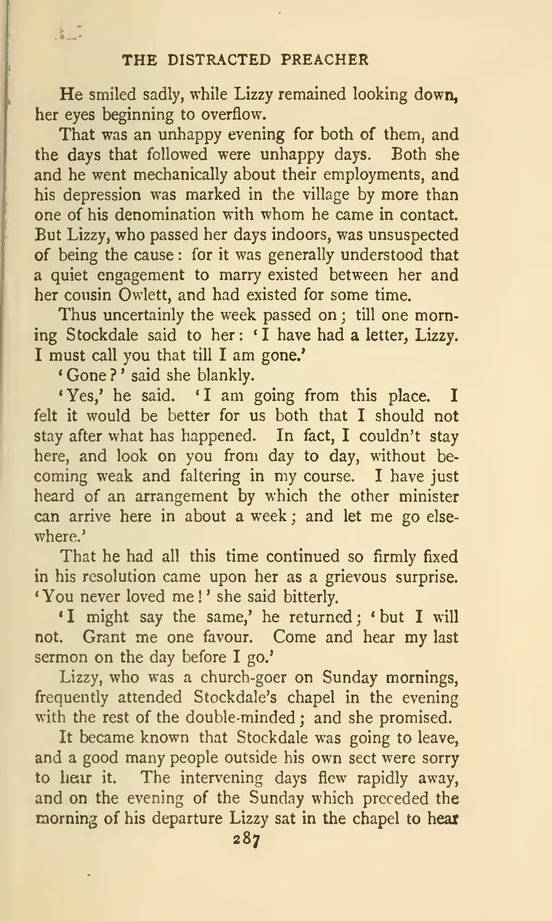 THE DISTRACTED PREACHER
He smiled sadly, while Lizzy remained looking down,
her eyes beginning to overflow.
That was an unhappy evening for both of them, and
the days that followed were unhappy days. Both she
and he went mechanically about their employments, and
his depression was marked in the village by more than
one of his denomination with whom he came in contact.
But Lizzy, who passed her days indoors, was unsuspected
of being the cause: for it was generally understood that
a quiet engagement to marry existed between her and
her cousin Owlett, and had existed for some time.
Thus uncertainly the week passed on; till one morn-
ing Stockdale said to her: ‘I have had a letter, Lizzy.
I must call you that till I am gone.’
‘Gone?’ said she blankly.
‘Yes,’ he said. ‘I am going from this place. I
felt it would be better for us both that I should not
stay after what has happened. In fact, I couldn’t stay
here, and look on you from day to day, without be-
coming weak and faltering in my course. I have just
heard of an arrangement by which the other minister
can arrive here in about a week; and let me go else-
where.’
That he had all this time continued so firmly fixed
in his resolution came upon her as a grievous surprise.
‘You never loved me!’ she said bitterly.
‘I might say the same,’ he returned; ‘but I will
not. Grant me one favour. Come and hear my last
sermon on the day before I go.’
Lizzy, who was a church-goer on Sunday mornings,
frequently attended Stockdale’s chapel in the evening
with the rest of the double-minded; and she promised.
It became known that Stockdale was going to leave,
and a good many people outside his own sect were sorry
to hear it. The intervening days flew rapidly away,
and on the evening of the Sunday which preceded the
morning of his departure Lizzy sat in the chapel to hear
287